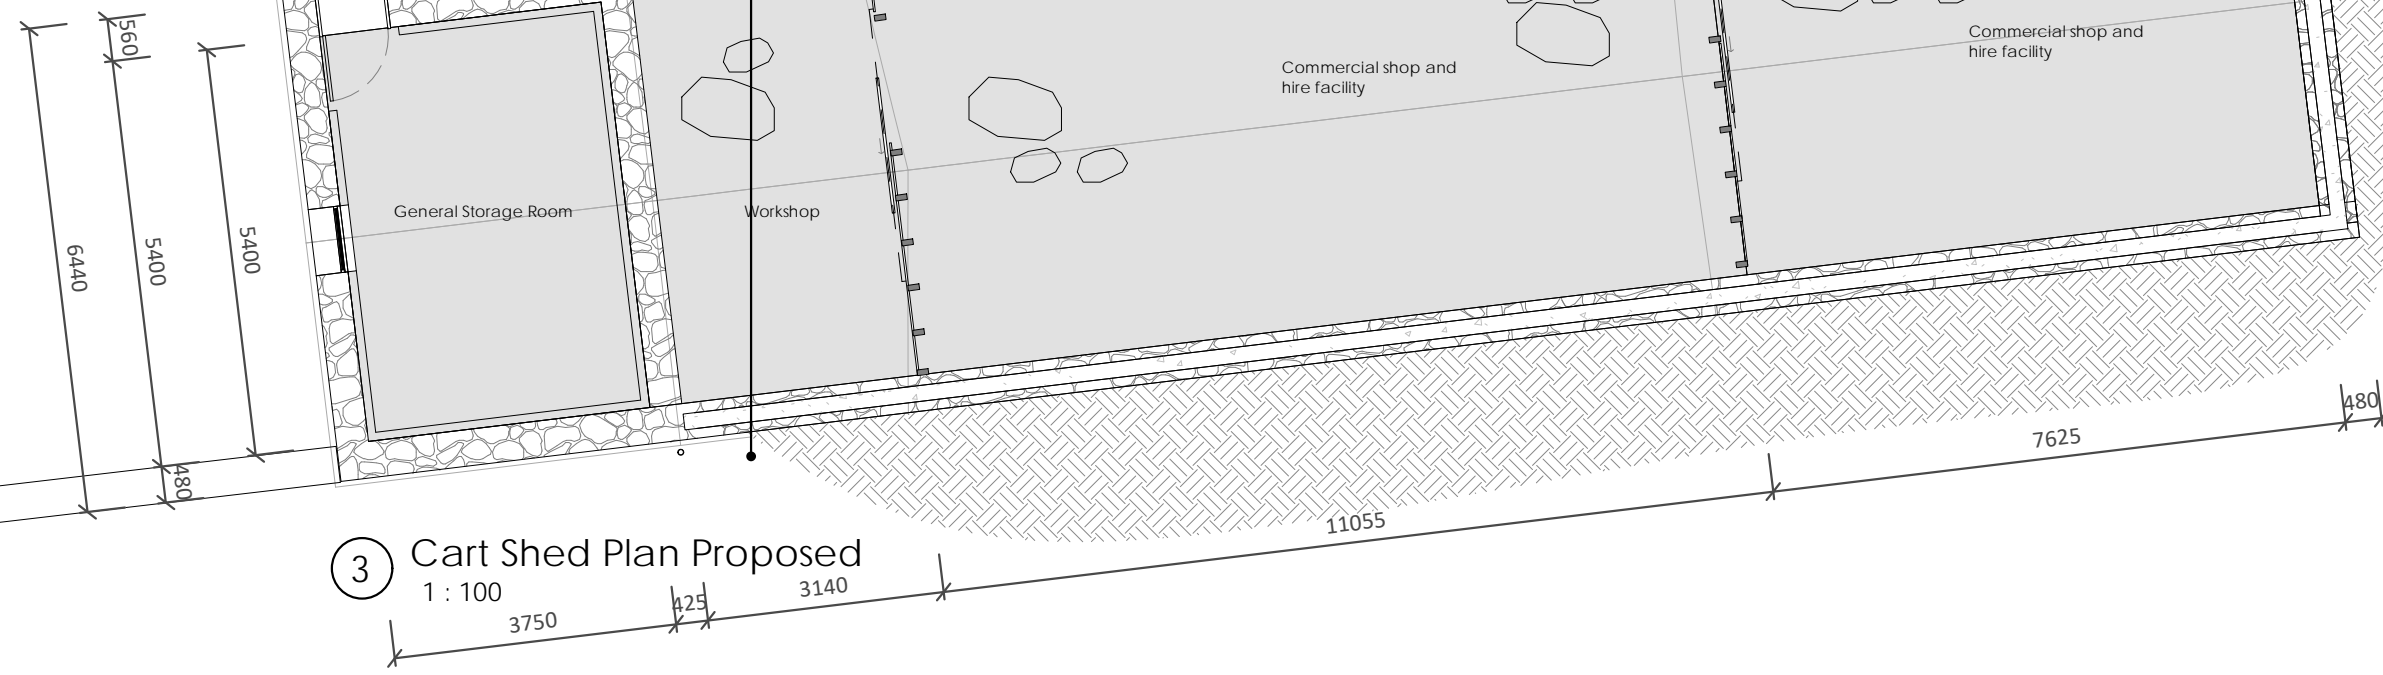 560
6440
5400
5400
480
General Storage Room
Workshop
Commercial shop and
hire facility
Commercial shop and
hire facility
480
7625
11055
3140
425
3750
3
Cart Shed Plan Proposed
1 : 100